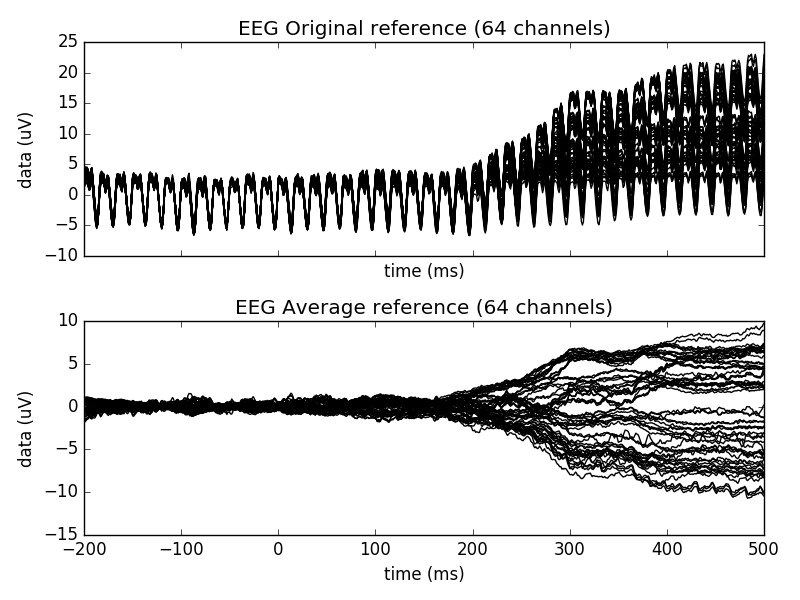 EEG Original reference (64 channels)
25
20
15
10
5
0
−5
−10
data (uV)
time (ms)
EEG Average reference (64 channels)
10
5
0
−5
−10
−15
data (uV)
−200 −100 0 100 200 300 400 500
time (ms)